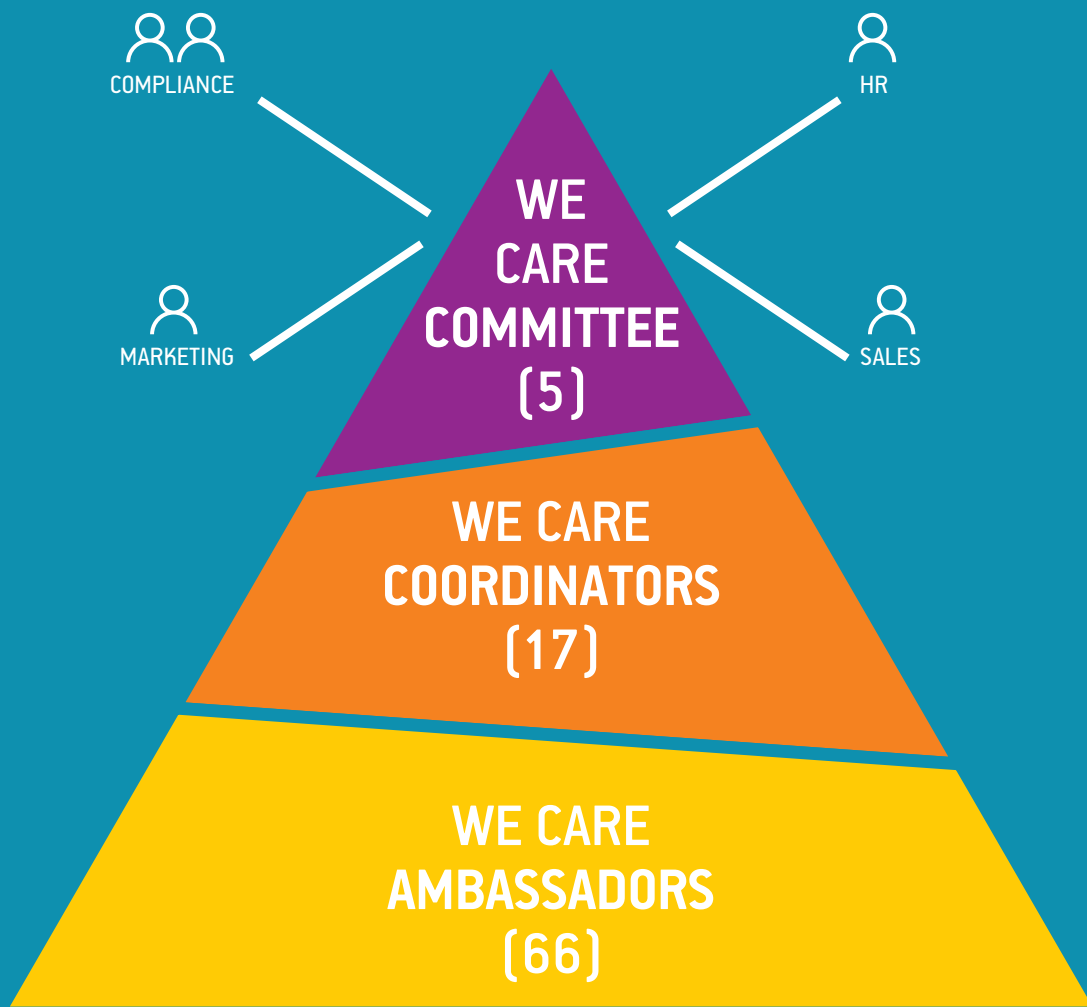 COMPLIANCE
HR
MARKETING
SALES
WE
CARE
COMMITTEE
(5)
WE CARE
COORDINATORS
(17)
WE CARE
AMBASSADORS
(66)